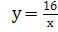 y = 16/x